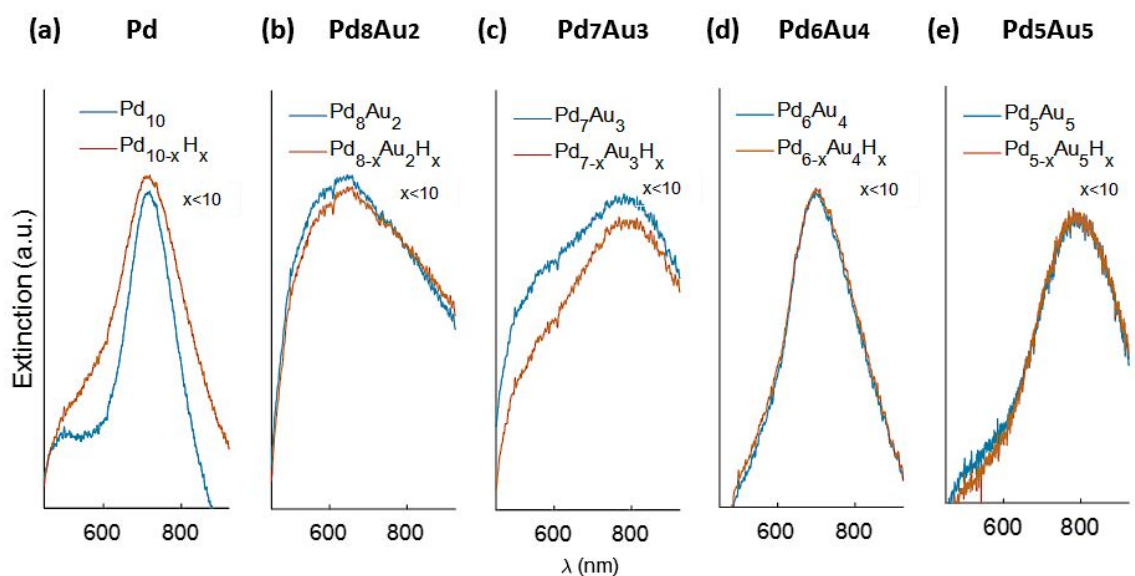 (a) Pd
(b) Pd8Au2
(c) Pd7Au3
(d) Pd6Au4
(e) Pd5Au5
Extinction (a.u.)
Pd₁₀
Pd₁₀₋ₓHₓ
x<10
600 800
Pd₈Au₂
Pd₈₋ₓAu₂Hₓ
x<10
600 800
Pd₇Au₃
Pd₇₋ₓAu₃Hₓ
x<10
600 800
Pd₆Au₄
Pd₆₋ₓAu₄Hₓ
x<10
600 800
Pd₅Au₅
Pd₅₋ₓAu₅Hₓ
x<10
600 800
λ (nm)